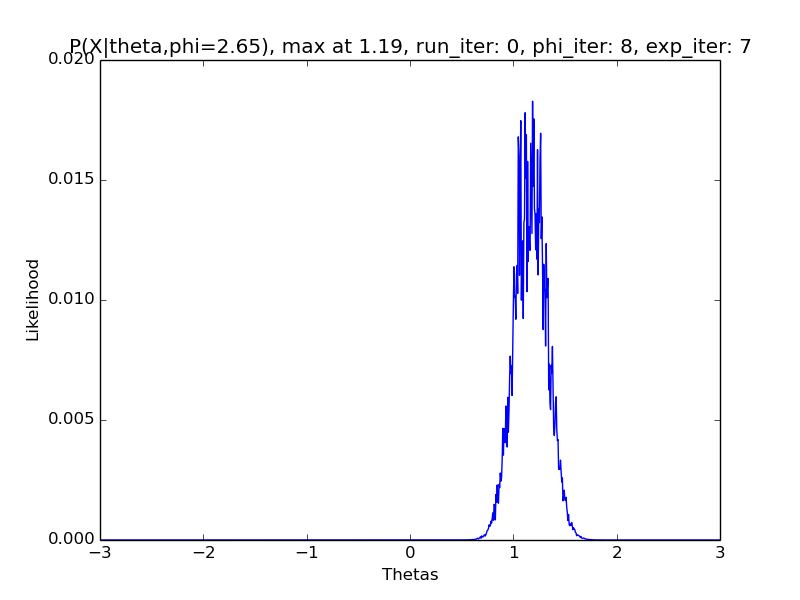 P(X|theta,phi=2.65), max at 1.19, run_iter: 0, phi_iter: 8, exp_iter: 7
0.020
0.015
0.010
0.005
0.000
Likelihood
−3 −2 −1 0 1 2 3
Thetas